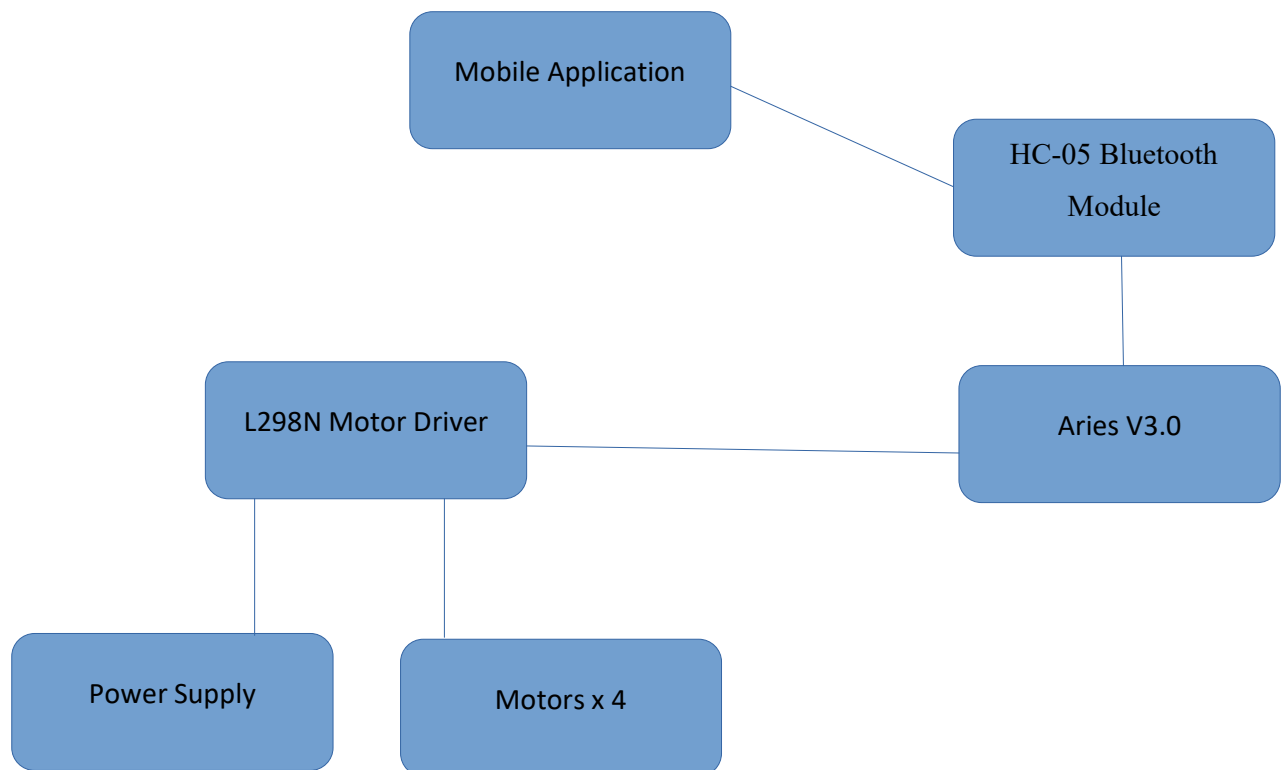 Mobile Application
HC-05 Bluetooth
Module
L298N Motor Driver
Aries V3.0
Power Supply
Motors x 4